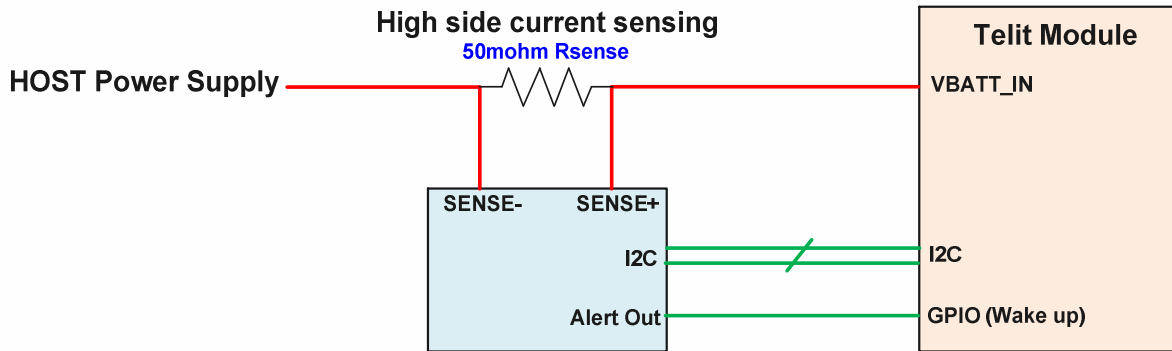 High side current sensing
50mohm Rsense
Telit Module
HOST Power Supply
VBATT_IN
SENSE-
SENSE+
I2C
I2C
Alert Out
GPIO (Wake up)